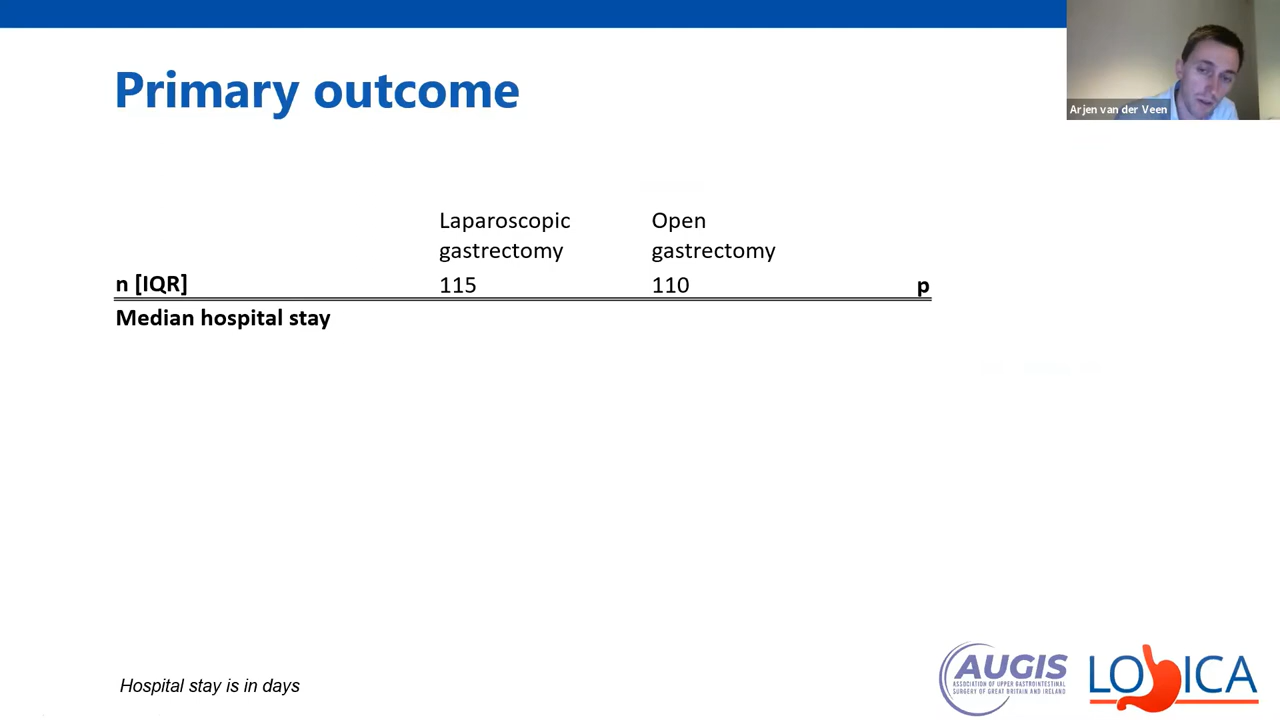 Primary outcome
Arjen van der Veen
Laparoscopic gastrectomy
Open gastrectomy
n [IQR] 115 110 p
Median hospital stay
Hospital stay is in days
AUGIS
ASSOCIATION OF UPPER GASTROINTESTINAL
SURGERY OF GREAT BRITAIN AND IRELAND
LOGICA